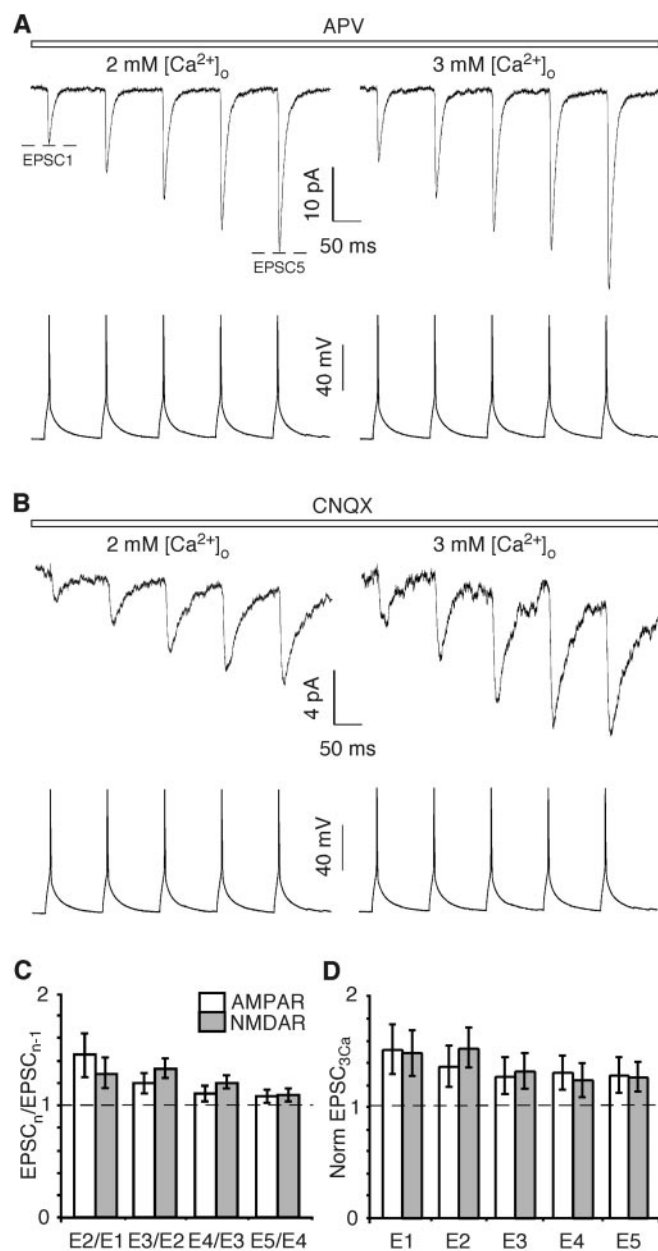 A
APV
2 mM [Ca²⁺]ₒ
3 mM [Ca²⁺]ₒ
EPSC1
10 pA
50 ms
EPSC5
40 mV
B
CNQX
2 mM [Ca²⁺]ₒ
3 mM [Ca²⁺]ₒ
4 pA
50 ms
40 mV
C
D
2
AMPAR
NMDAR
EPSCₙ/EPSCₙ₋₁
1
0
E2/E1 E3/E2 E4/E3 E5/E4
2
Norm EPSC₃Ca
1
0
E1 E2 E3 E4 E5